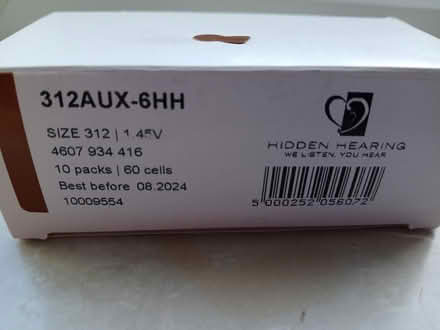 312AUX-6HH
SIZE 312 | 1.45V
4607 934 416
10 packs | 60 cells
Best before 08.2024
10009554
HIDDEN HEARING
WE LISTEN, YOU HEAR
5 000252 056072